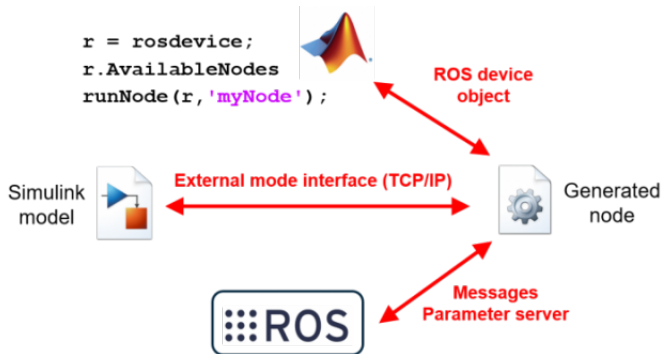 r = rosdevice;
r.AvailableNodes
runNode(r,'myNode');
ROS device
object
External mode interface (TCP/IP)
Simulink
model
Generated
node
Messages
Parameter server
ROS